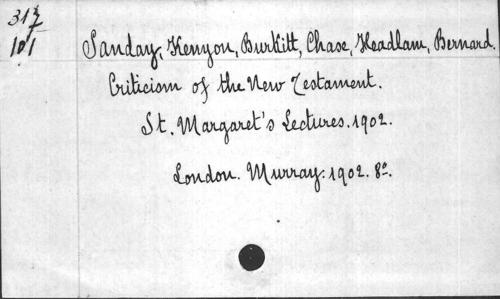 317
101
Sanday, Kenyon, Burkitt, Chase, Headlam, Bernard.
Criticism of the New Testament.
St. Margaret's Lectures. 1902.
London. Murray: 1902. 8º.